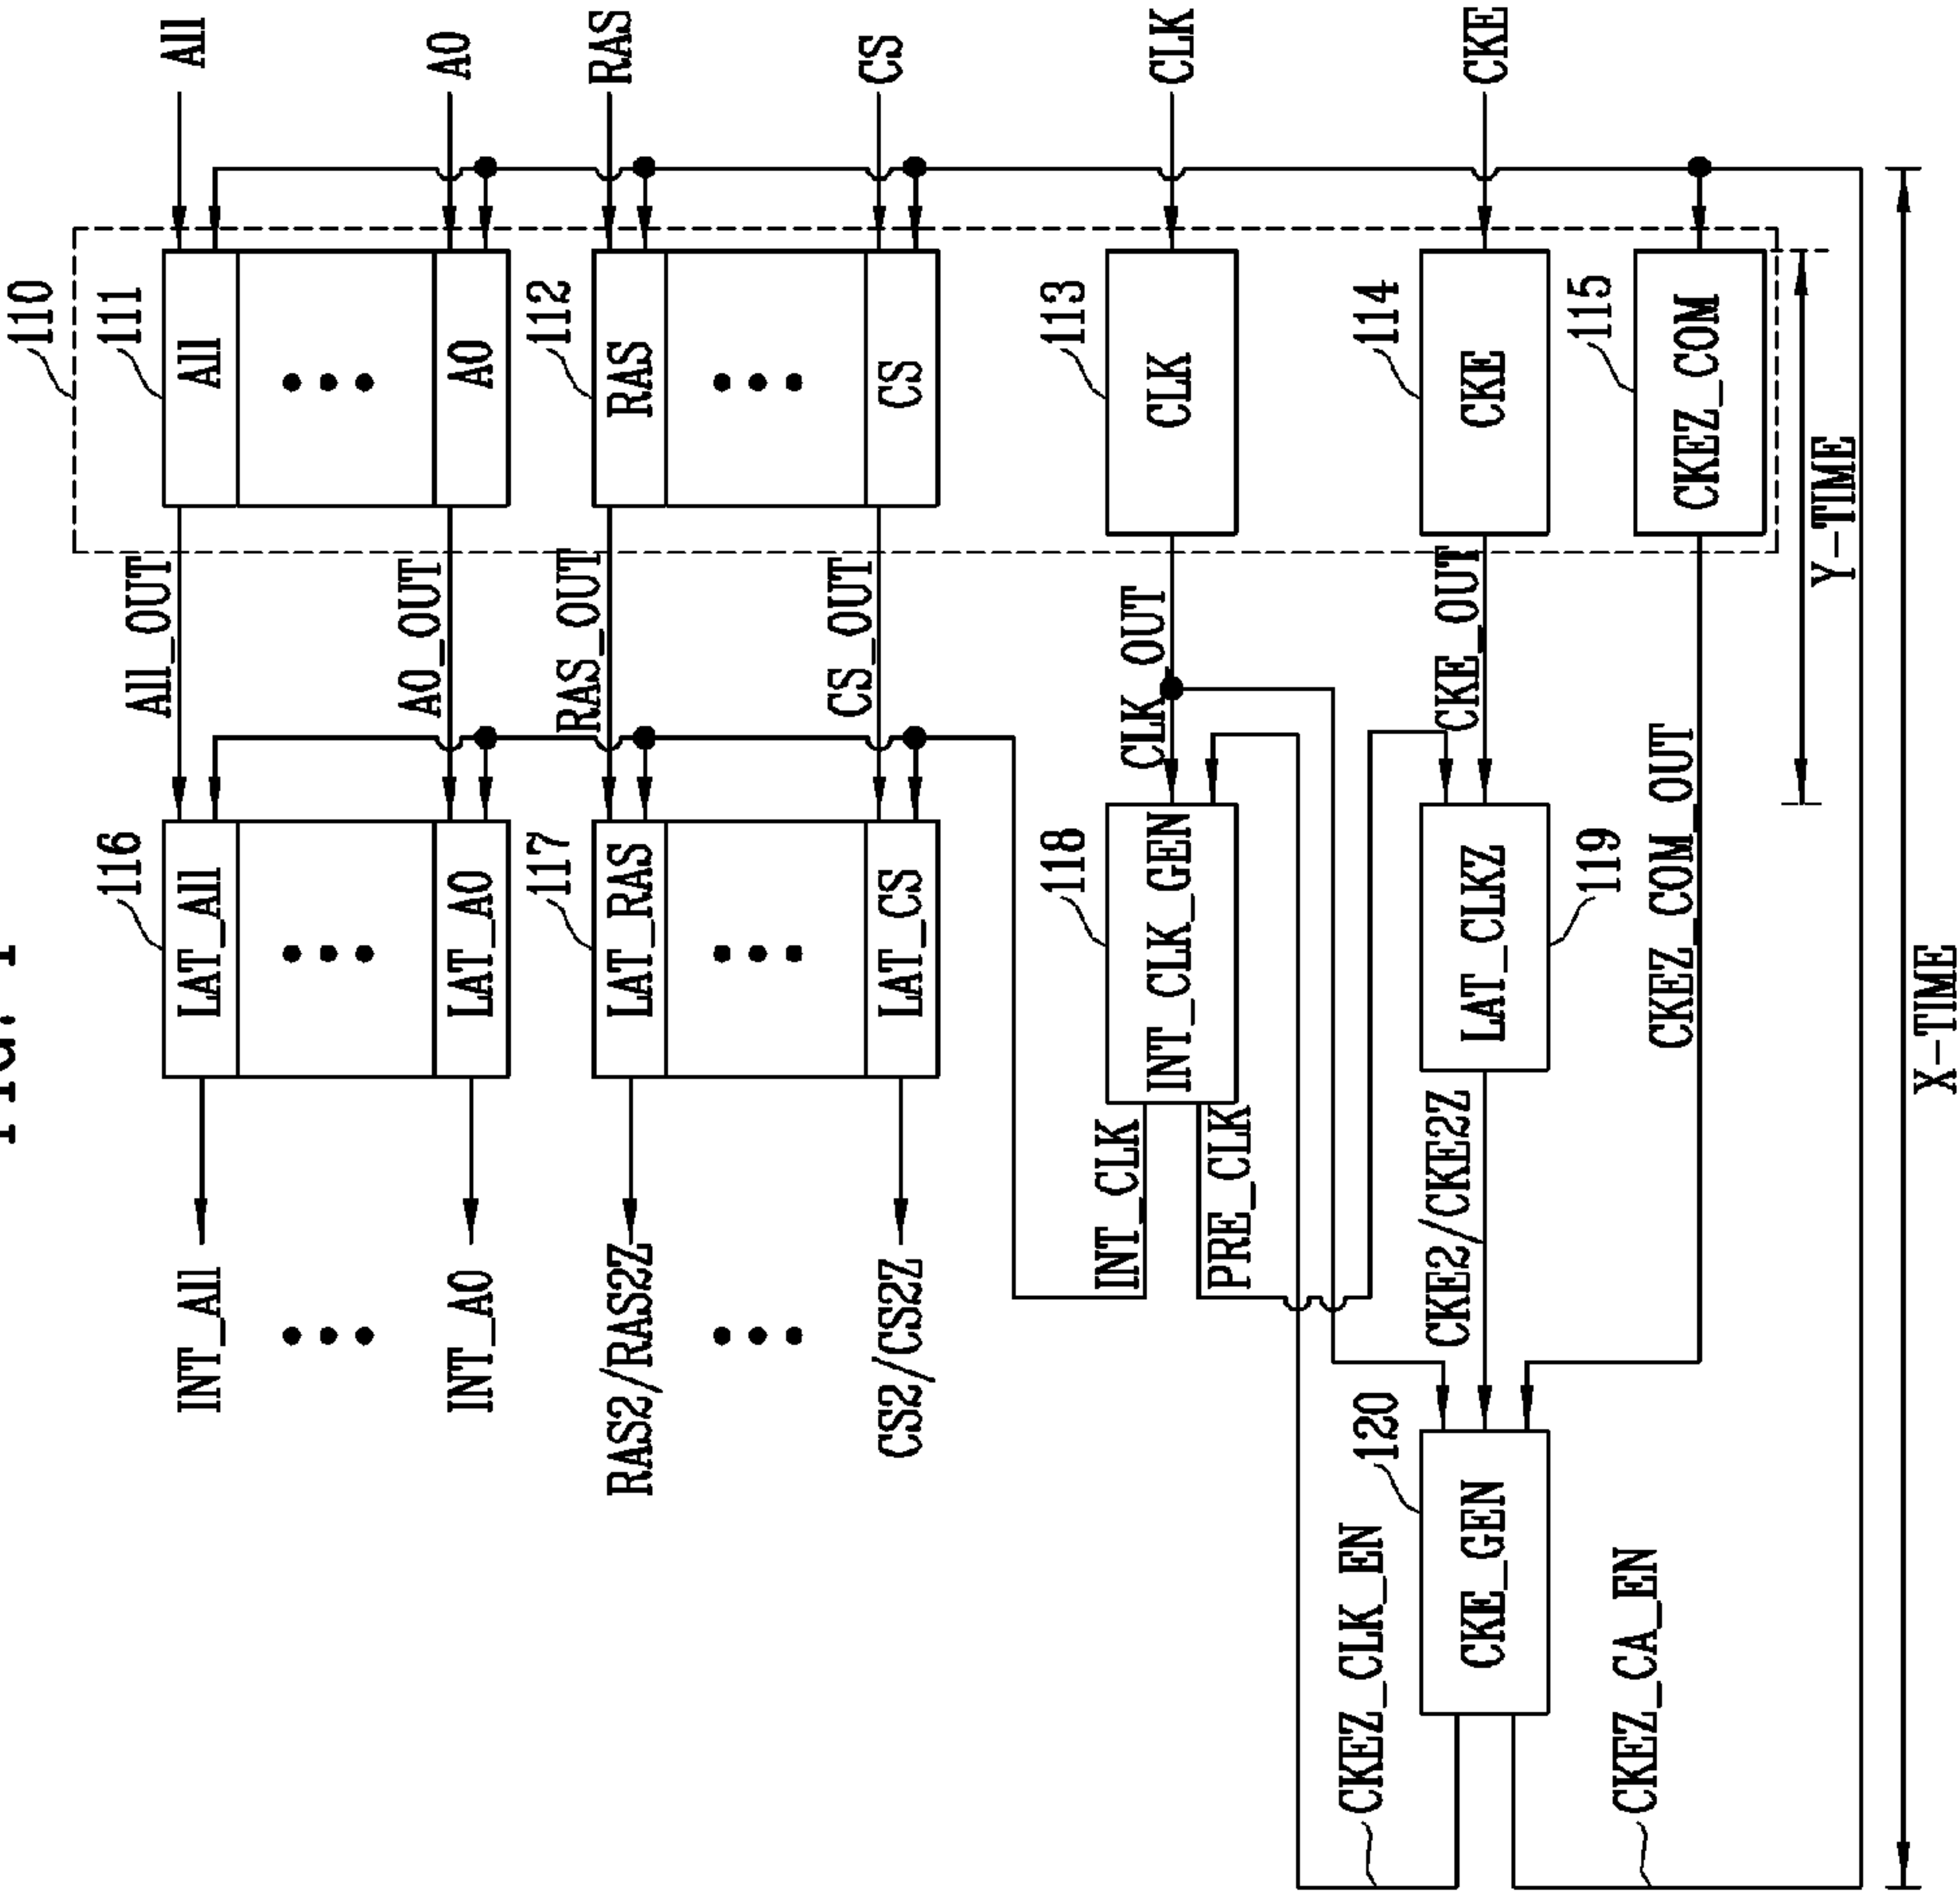 110
A11
A0
RAS
CS
CLK
CKE
111
A11
A0
112
RAS
CS
113
CLK
114
CKE
115
CKEZ_COM
A11_OUT
A0_OUT
RAS_OUT
CS_OUT
CLK_OUT
CLK
CKE_OUT
CKE
CKEZ_COM_OUT
Y-TIME
116
LAT_A11
LAT_A0
117
LAT_RAS
LAT_CS
118
INT_CLK_GEN
119
LAT_CLKZ
INT_A11
INT_A0
RAS2/RAS2Z
CS2/CS2Z
INT_CLK
PRE_CLK
CKE2/CKE2Z
120
CKE_GEN
CKEZ_CLK_EN
CKEZ_CA_EN
X-TIME